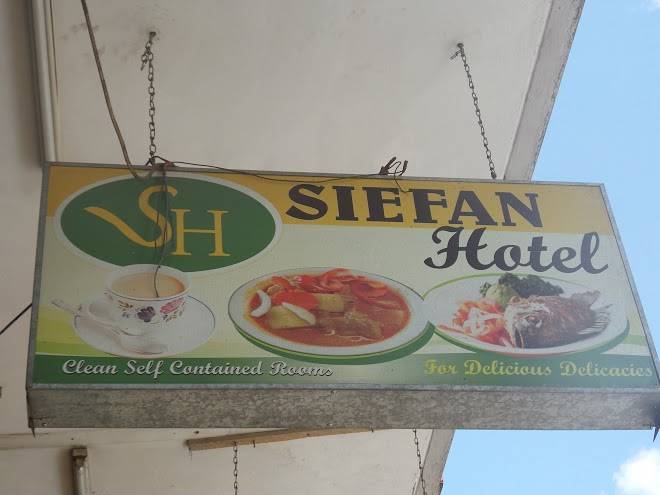 SH
SIEFAN
Hotel
Clean Self Contained Rooms
For Delicious Delicacies